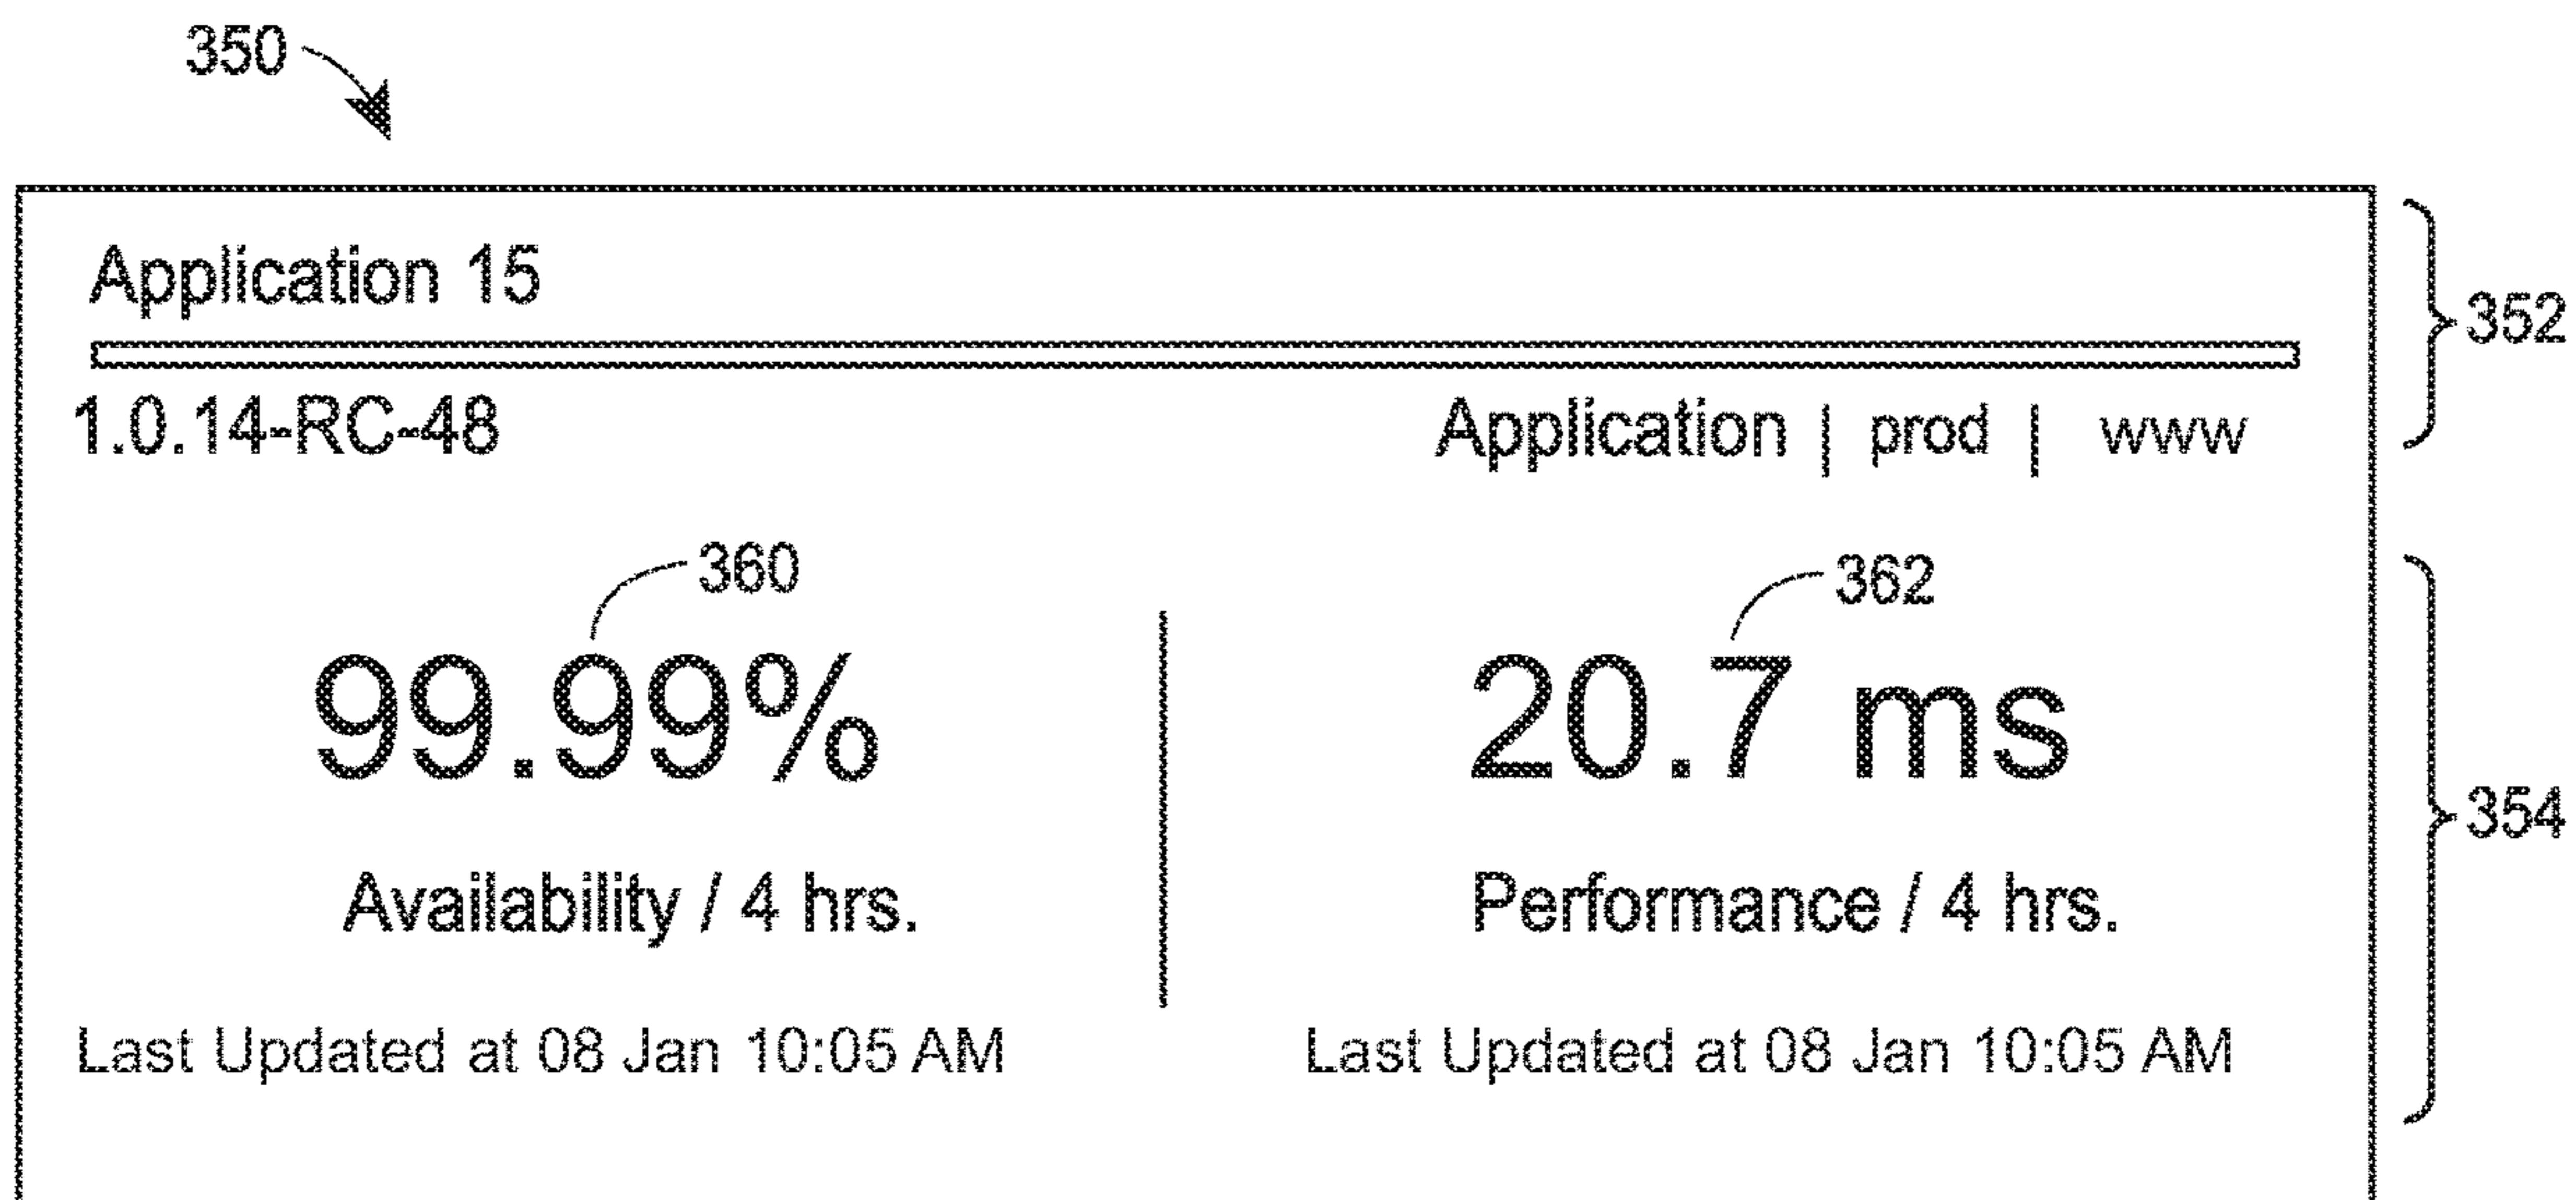 350
Application 15
352
1.0.14-RC-48
Application | prod | www
360
362
99.99%
20.7 ms
354
Availability / 4 hrs.
Performance / 4 hrs.
Last Updated at 08 Jan 10:05 AM
Last Updated at 08 Jan 10:05 AM